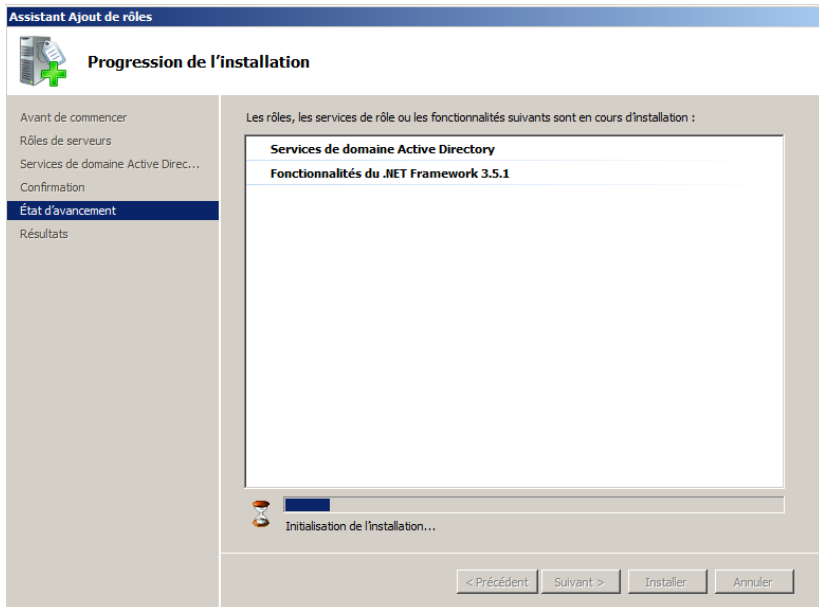 Assistant Ajout de rôles
Progression de l'installation
Avant de commencer
Rôles de serveurs
Services de domaine Active Direc...
Confirmation
État d'avancement
Résultats
Les rôles, les services de rôle ou les fonctionnalités suivants sont en cours d'installation :
Services de domaine Active Directory
Fonctionnalités du .NET Framework 3.5.1
Initialisation de l'installation...
< Précédent
Suivant >
Installer
Annuler